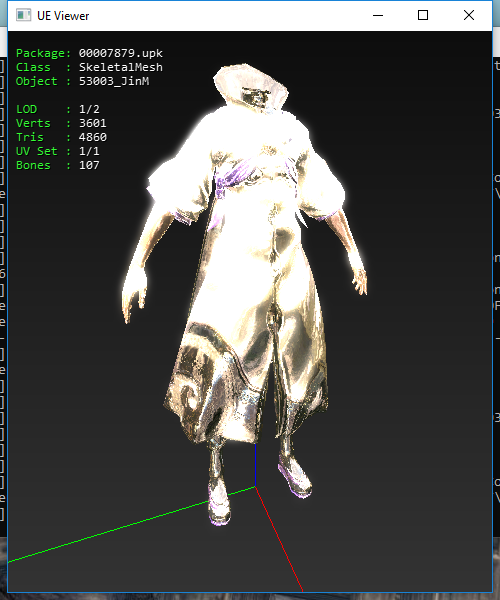 UE Viewer
Package: 00007879.upk
Class  : SkeletalMesh
Object : 53003_JinM
LOD    : 1/2
Verts  : 3601
Tris   : 4860
UV Set : 1/1
Bones  : 107